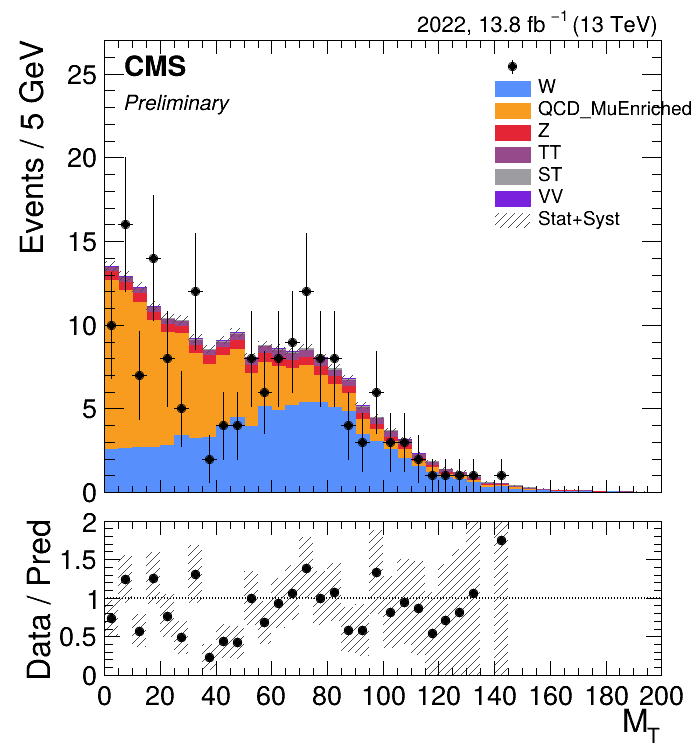 2022, 13.8 fb⁻¹ (13 TeV)
CMS
Preliminary
W
QCD_MuEnriched
Z
TT
ST
VV
Stat+Syst
Events / 5 GeV
25
20
15
10
5
0
Data / Pred
2
1.5
1
0.5
0
0 20 40 60 80 100 120 140 160 180 200
M_T